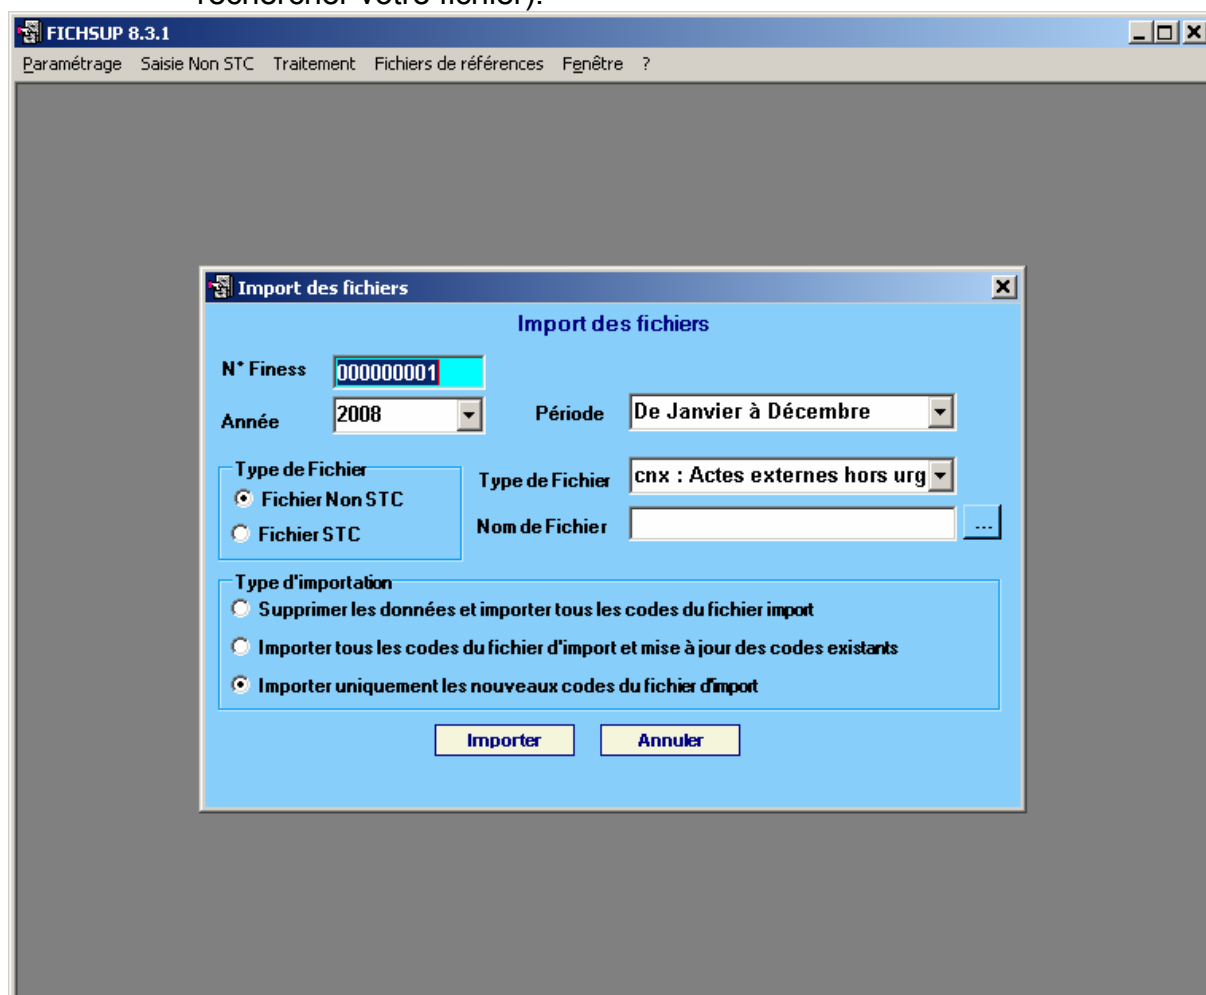 rechercher votre fichier).
FICHSUP 8.3.1
Paramétrage Saisie Non STC Traitement Fichiers de références Fenêtre ?
Import des fichiers
Import des fichiers
N° Finess 000000001
Année 2008 Période De Janvier à Décembre
Type de Fichier
Fichier Non STC
Fichier STC
Type de Fichier cnx : Actes externes hors urg
Nom de Fichier ...
Type d'importation
Supprimer les données et importer tous les codes du fichier import
Importer tous les codes du fichier d'import et mise à jour des codes existants
Importer uniquement les nouveaux codes du fichier d'import
Importer Annuler